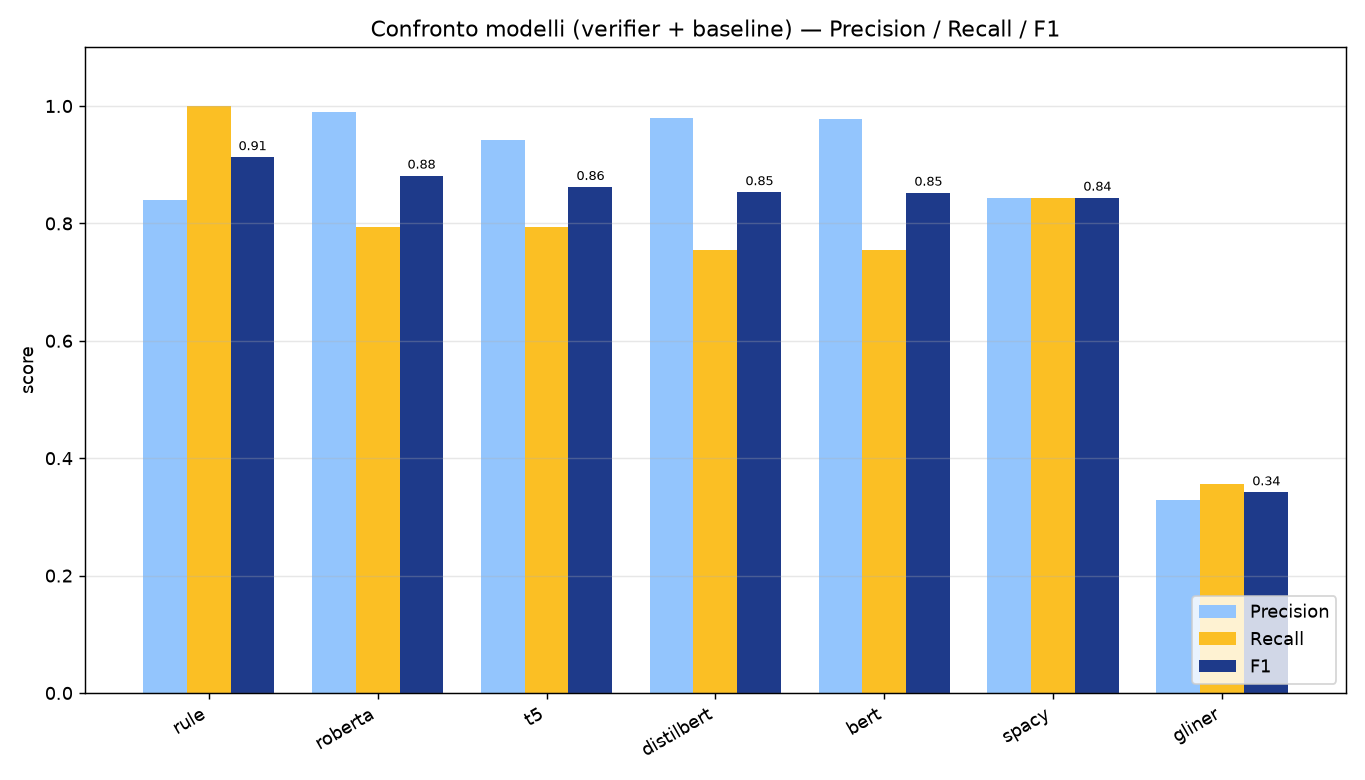 Confronto modelli (verifier + baseline) — Precision / Recall / F1
score
1.0
0.8
0.6
0.4
0.2
0.0
0.91
0.88
0.86
0.85
0.85
0.84
0.34
rule
roberta
t5
distilbert
bert
spacy
gliner
Precision
Recall
F1